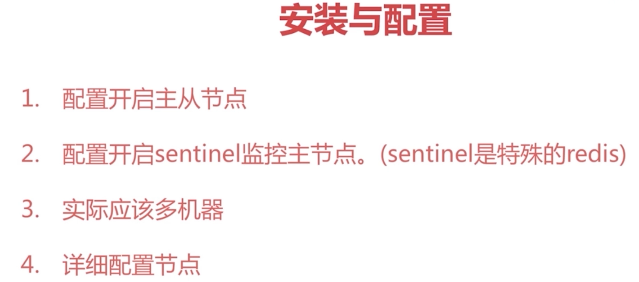 安装与配置
1. 配置开启主从节点
2. 配置开启sentinel监控主节点。(sentinel是特殊的redis)
3. 实际应该多机器
4. 详细配置节点